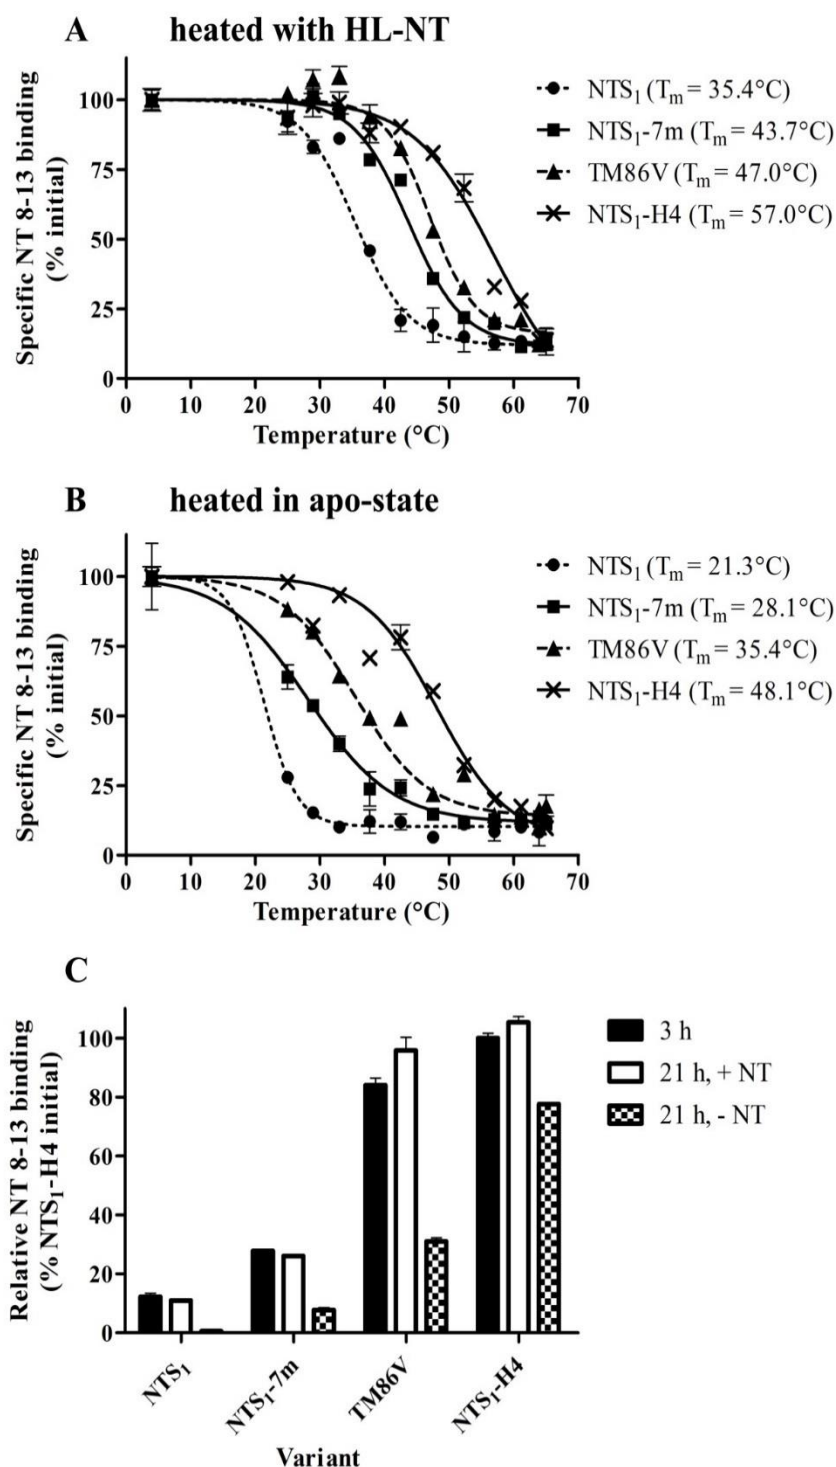 A heated with HL-NT
Specific NT 8-13 binding
(% initial)
100
75
50
25
0
0 10 20 30 40 50 60 70
Temperature (°C)
NTS₁ (Tₘ = 35.4°C)
NTS₁-7m (Tₘ = 43.7°C)
TM86V (Tₘ = 47.0°C)
NTS₁-H4 (Tₘ = 57.0°C)
B heated in apo-state
Specific NT 8-13 binding
(% initial)
100
75
50
25
0
0 10 20 30 40 50 60 70
Temperature (°C)
NTS₁ (Tₘ = 21.3°C)
NTS₁-7m (Tₘ = 28.1°C)
TM86V (Tₘ = 35.4°C)
NTS₁-H4 (Tₘ = 48.1°C)
C
Relative NT 8-13 binding
(% NTS₁-H4 initial)
100
80
60
40
20
0
NTS₁
NTS₁-7m
TM86V
NTS₁-H4
Variant
3 h
21 h, + NT
21 h, - NT